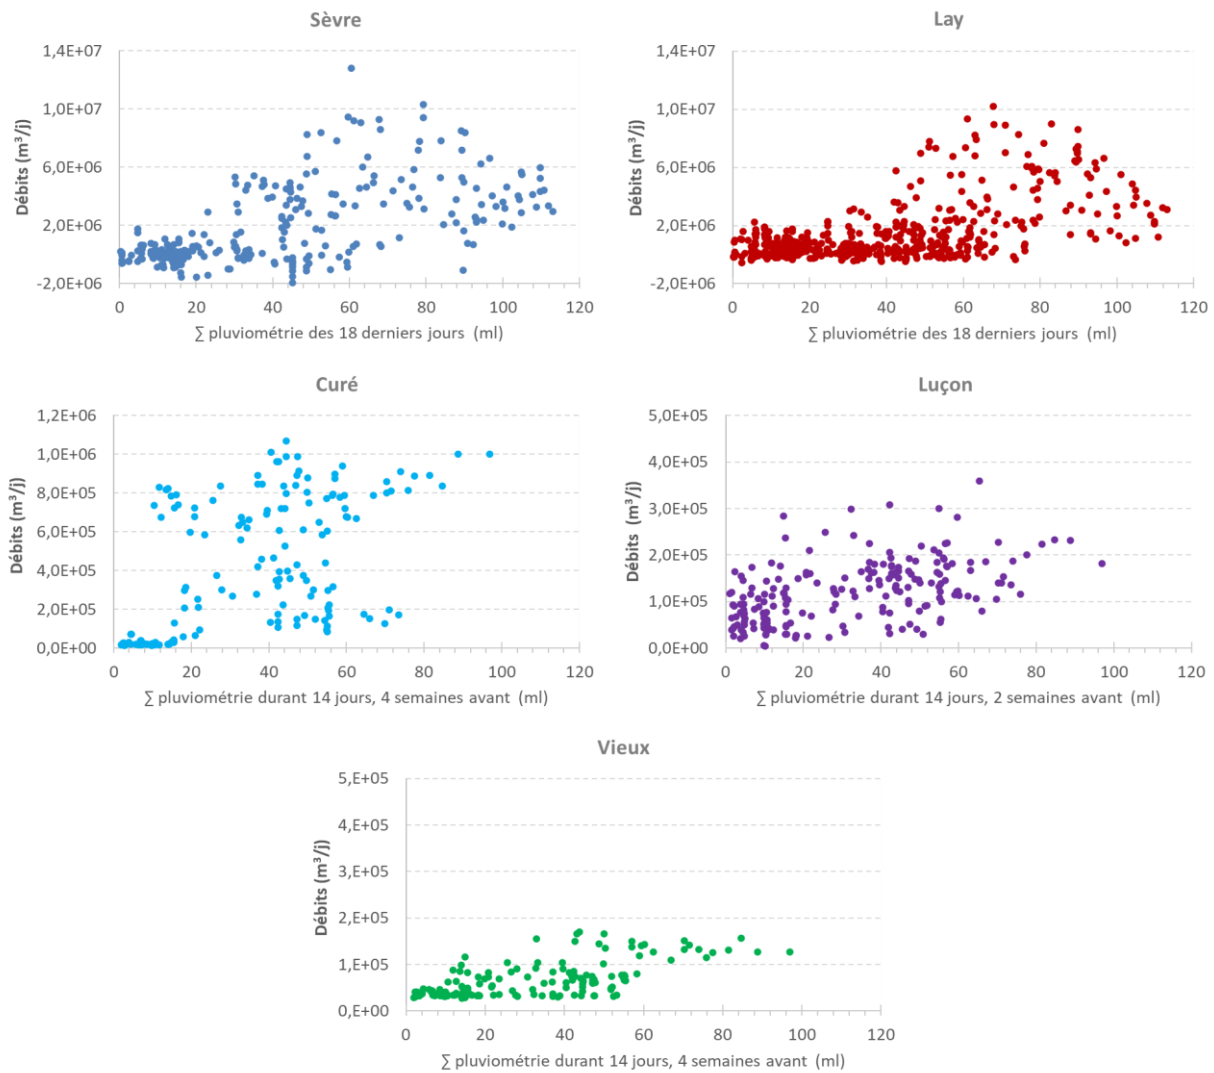 Sèvre
Débits (m³/j)
1,4E+07
1,0E+07
6,0E+06
2,0E+06
-2,0E+06
0 20 40 60 80 100 120
∑ pluviométrie des 18 derniers jours (ml)
Lay
Débits (m³/j)
1,4E+07
1,0E+07
6,0E+06
2,0E+06
-2,0E+06
0 20 40 60 80 100 120
∑ pluviométrie des 18 derniers jours (ml)
Curé
Débits (m³/j)
1,2E+06
1,0E+06
8,0E+05
6,0E+05
4,0E+05
2,0E+05
0,0E+00
0 20 40 60 80 100 120
∑ pluviométrie durant 14 jours, 4 semaines avant (ml)
Luçon
Débits (m³/j)
5,0E+05
4,0E+05
3,0E+05
2,0E+05
1,0E+05
0,0E+00
0 20 40 60 80 100 120
∑ pluviométrie durant 14 jours, 2 semaines avant (ml)
Vieux
Débits (m³/j)
5,E+05
4,E+05
3,E+05
2,E+05
1,E+05
0,E+00
0 20 40 60 80 100 120
∑ pluviométrie durant 14 jours, 4 semaines avant (ml)